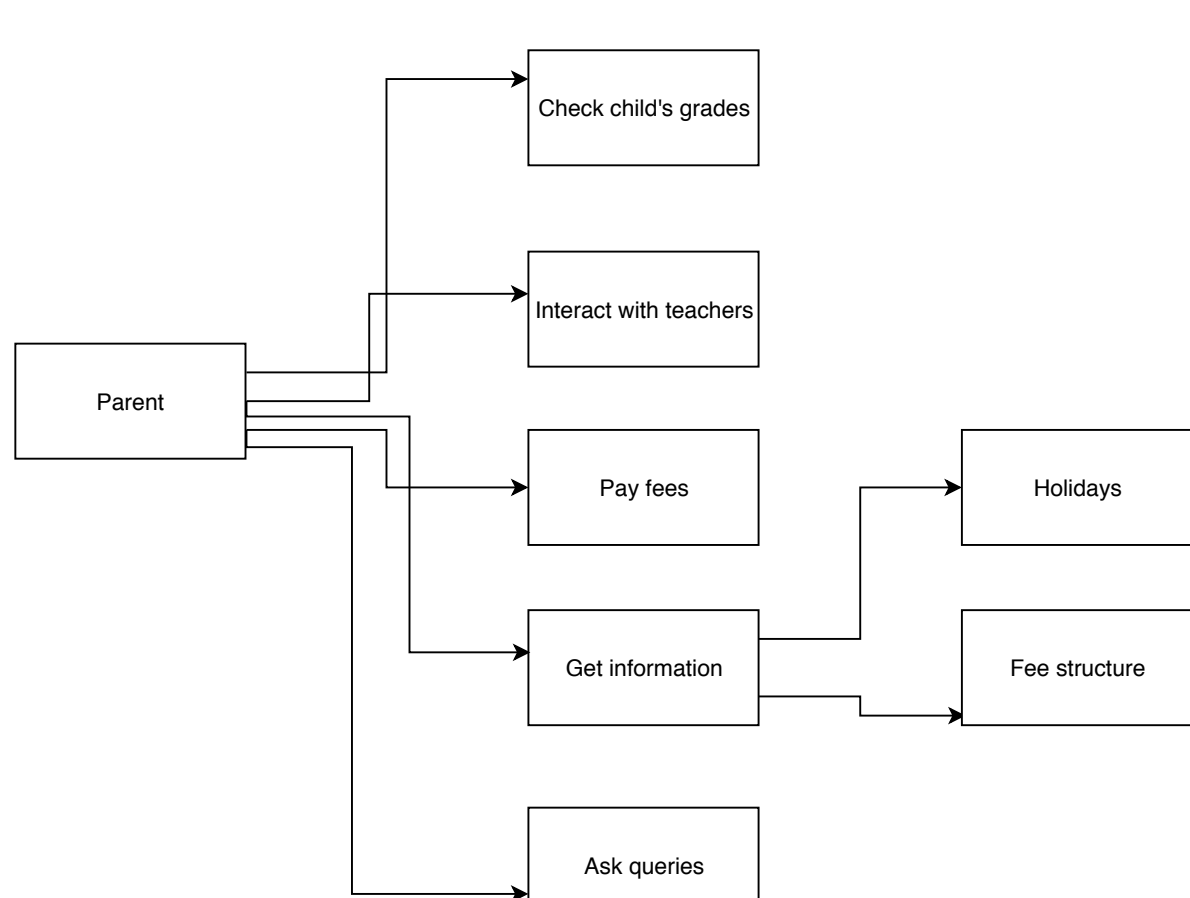 Check child's grades
Interact with teachers
Parent
Pay fees
Holidays
Get information
Fee structure
Ask queries